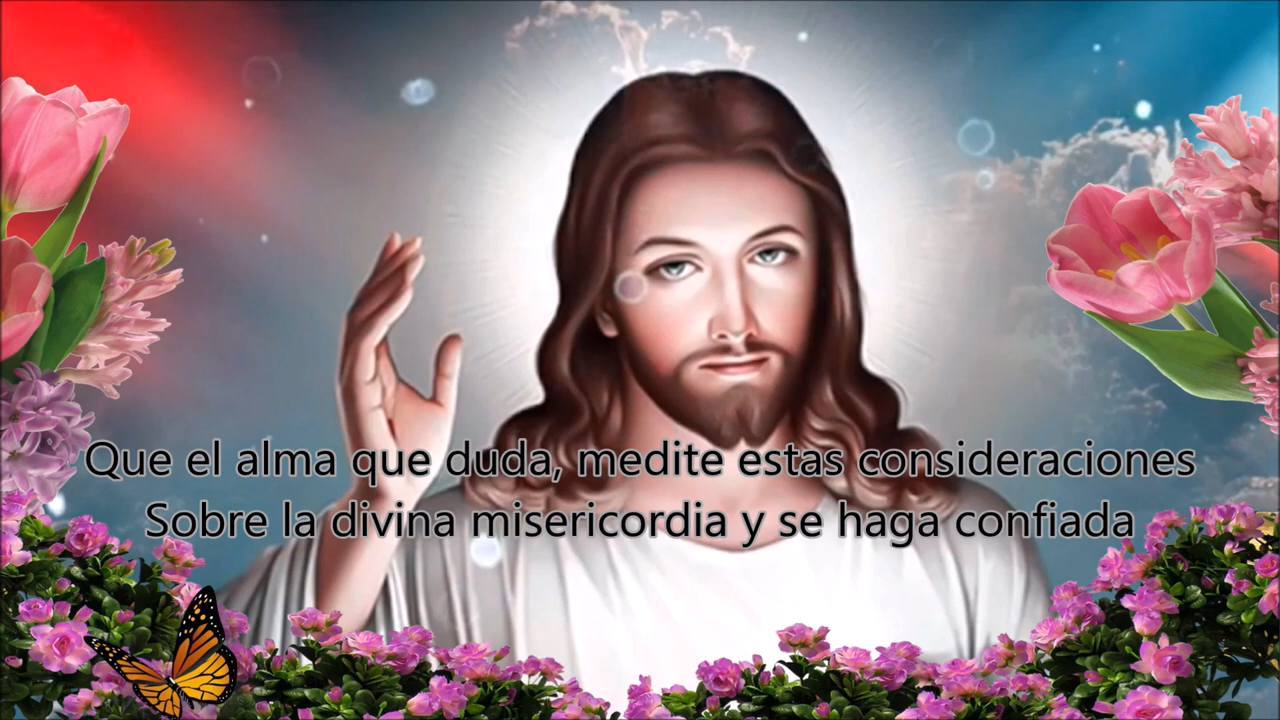 Que el alma que duda, medite estas consideraciones
Sobre la divina misericordia y se haga confiada